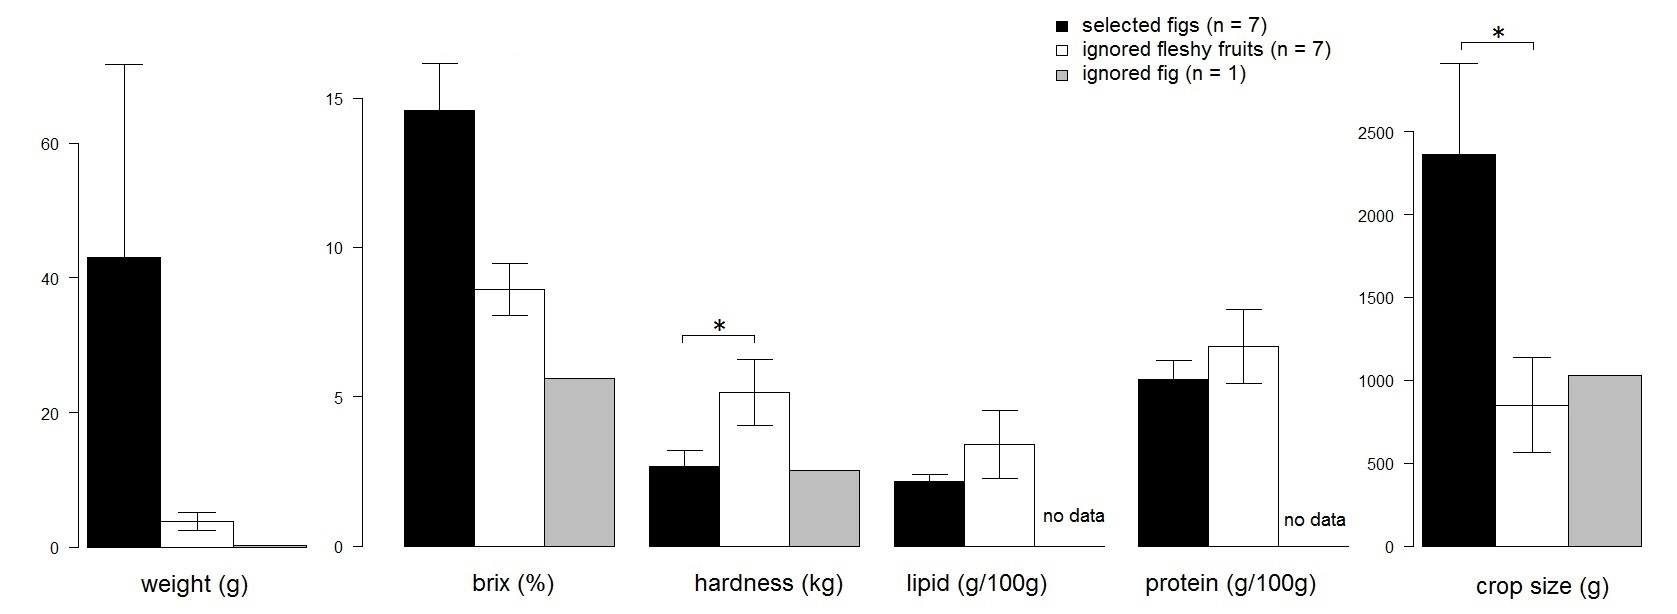 selected figs (n = 7)
ignored fleshy fruits (n = 7)
ignored fig (n = 1)
*
*
60
40
20
0
15
10
5
0
2500
2000
1500
1000
500
0
no data
no data
weight (g)
brix (%)
hardness (kg)
lipid (g/100g)
protein (g/100g)
crop size (g)